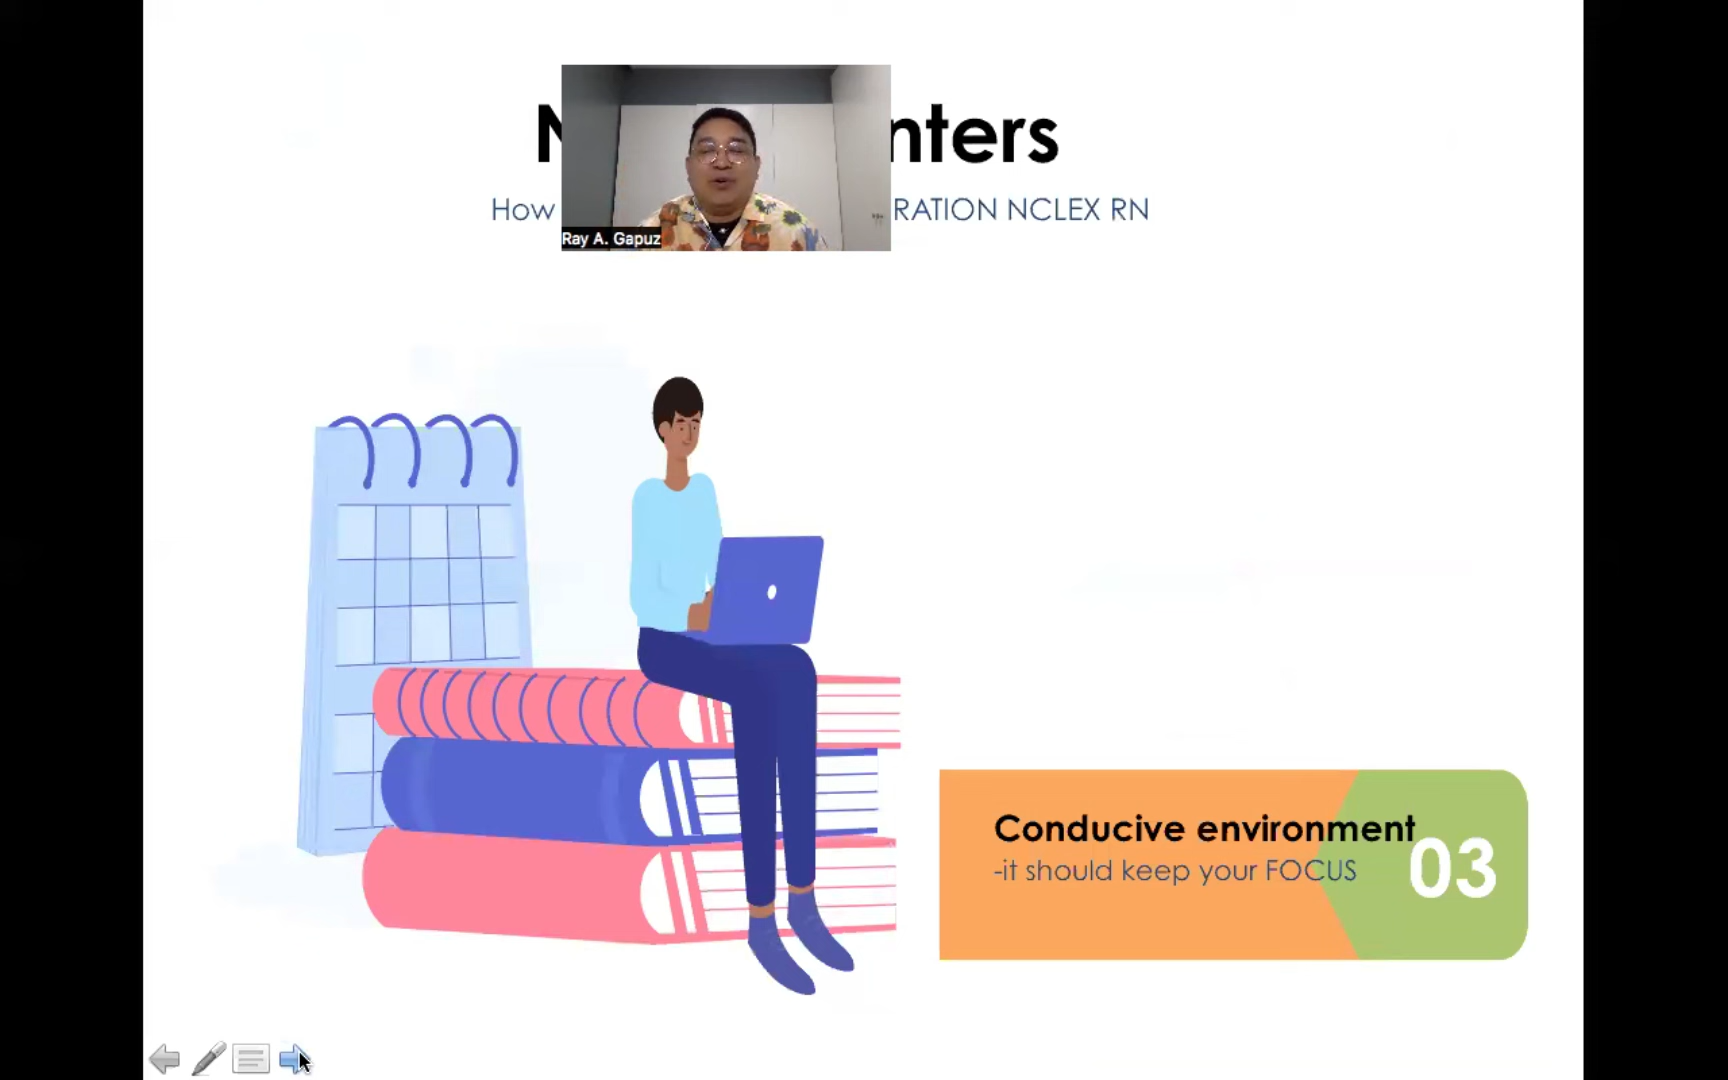 nters
How RATION NCLEX RN
Ray A. Gapuz
Conducive environment
-it should keep your FOCUS
03